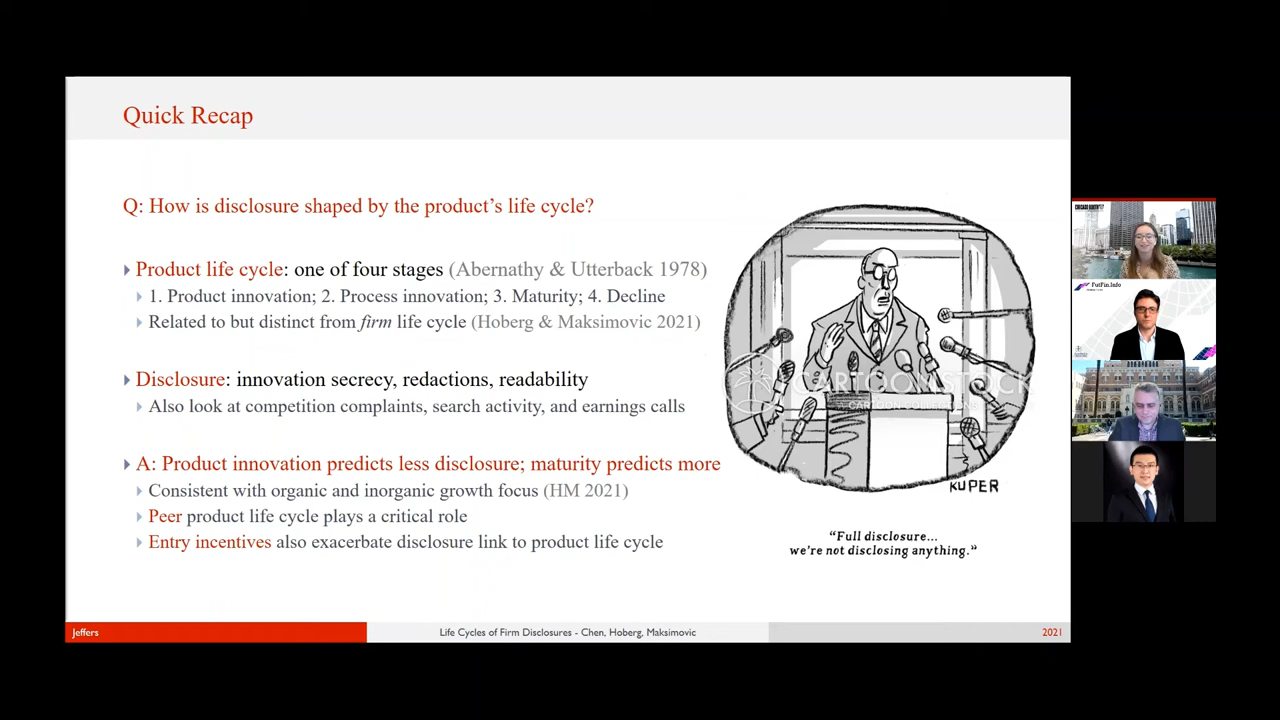 Quick Recap
Q: How is disclosure shaped by the product's life cycle?
Product life cycle: one of four stages (Abernathy & Utterback 1978)
1. Product innovation; 2. Process innovation; 3. Maturity; 4. Decline
Related to but distinct from firm life cycle (Hoberg & Maksimovic 2021)
Disclosure: innovation secrecy, redactions, readability
Also look at competition complaints, search activity, and earnings calls
A: Product innovation predicts less disclosure; maturity predicts more
Consistent with organic and inorganic growth focus (HM 2021)
Peer product life cycle plays a critical role
Entry incentives also exacerbate disclosure link to product life cycle
CARTOONSTOCK
KUPER
“Full disclosure...
we're not disclosing anything.”
Jeffers
Life Cycles of Firm Disclosures - Chen, Hoberg, Maksimovic
2021
FutFin.Info